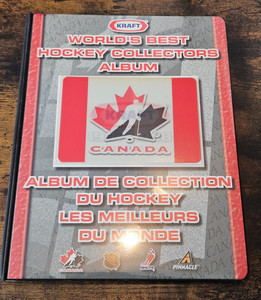 KRAFT
WORLD'S BEST
HOCKEY COLLECTORS
ALBUM
CANADA
ALBUM DE COLLECTION
DU HOCKEY
LES MEILLEURS
DU MONDE
PINNACLE